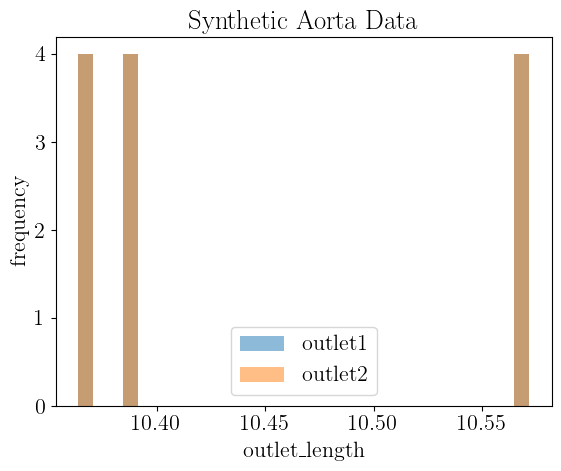 Synthetic Aorta Data
4
3
2
1
0
frequency
outlet1
outlet2
10.40 10.45 10.50 10.55
outlet_length